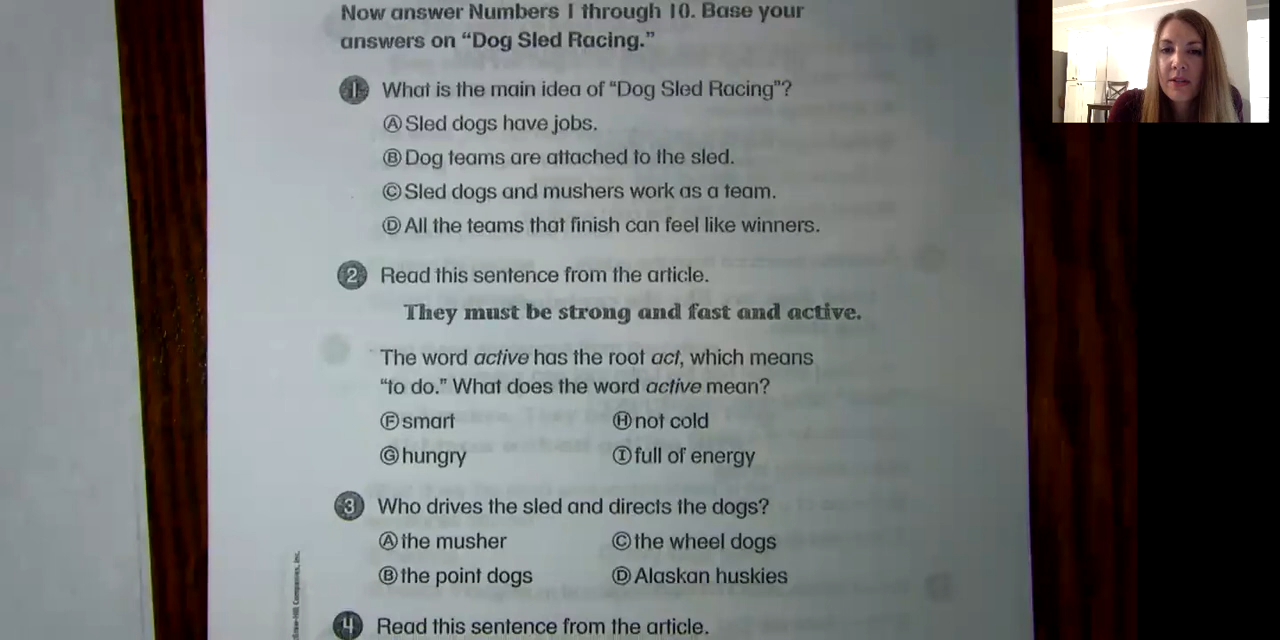 Now answer Numbers 1 through 10. Base your
answers on “Dog Sled Racing.”
1 What is the main idea of “Dog Sled Racing”?
Ⓐ Sled dogs have jobs.
Ⓑ Dog teams are attached to the sled.
Ⓒ Sled dogs and mushers work as a team.
Ⓓ All the teams that finish can feel like winners.
2 Read this sentence from the article.
They must be strong and fast and active.
The word active has the root act, which means
“to do.” What does the word active mean?
Ⓕ smart Ⓗ not cold
Ⓖ hungry Ⓘ full of energy
3 Who drives the sled and directs the dogs?
Ⓐ the musher Ⓒ the wheel dogs
Ⓑ the point dogs Ⓓ Alaskan huskies
4 Read this sentence from the article.
Hill Companies, Inc.